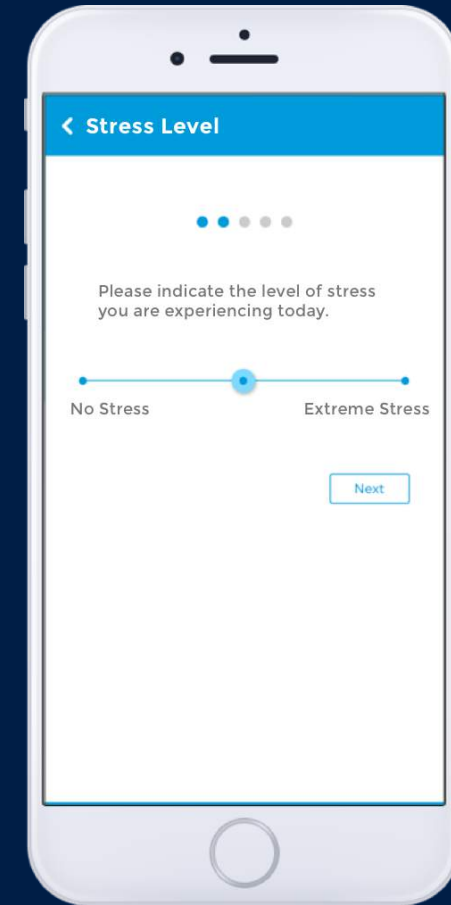 Stress Level
Please indicate the level of stress
you are experiencing today.
No Stress
Extreme Stress
Next